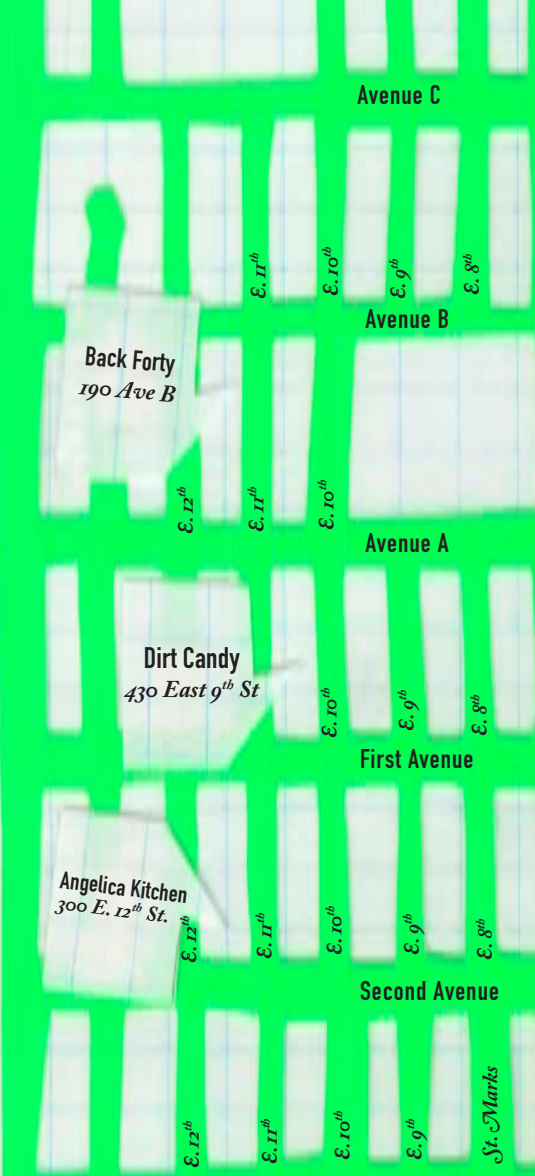 Avenue C
E. 11th
E. 10th
E. 9th
E. 8th
Avenue B
Back Forty
190 Ave B
E. 12th
E. 11th
E. 10th
Avenue A
Dirt Candy
430 East 9th St
E. 10th
E. 9th
E. 8th
First Avenue
Angelica Kitchen
300 E. 12th St.
E. 12th
E. 11th
E. 10th
E. 9th
E. 8th
Second Avenue
E. 12th
E. 11th
E. 10th
E. 9th
St. Marks